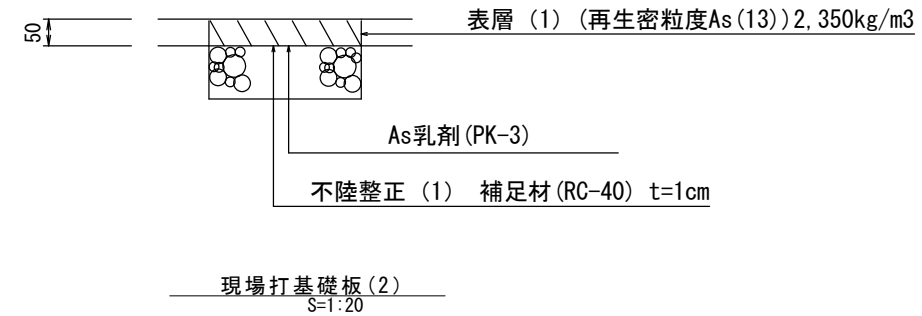 表層 (1) (再生密粒度As(13))2,350kg/m3
50
As乳剤(PK-3)
不陸整正 (1) 補足材(RC-40) t=1cm
現場打基礎板(2)
S=1:20